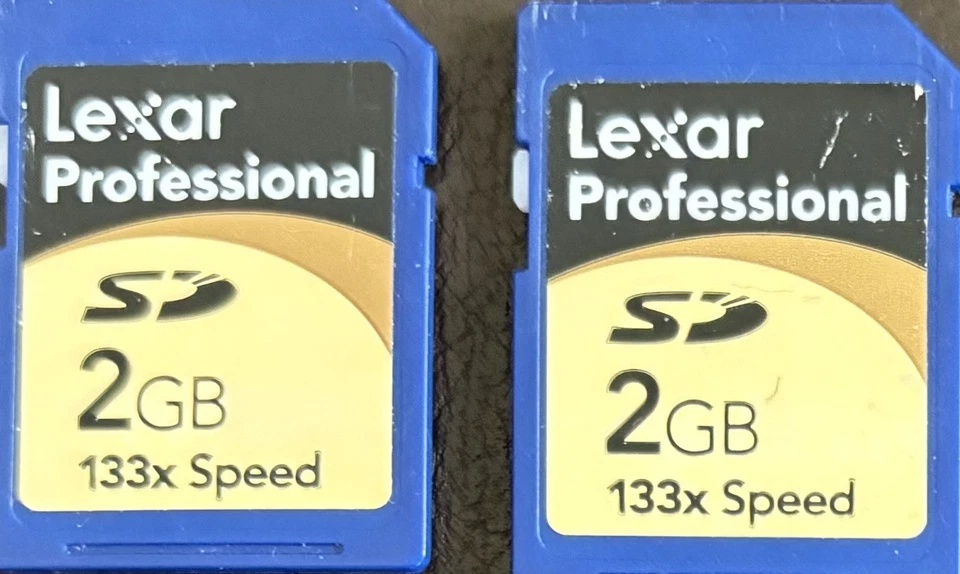 Lexar
Professional
SD
2GB
133x Speed
Lexar
Professional
SD
2GB
133x Speed